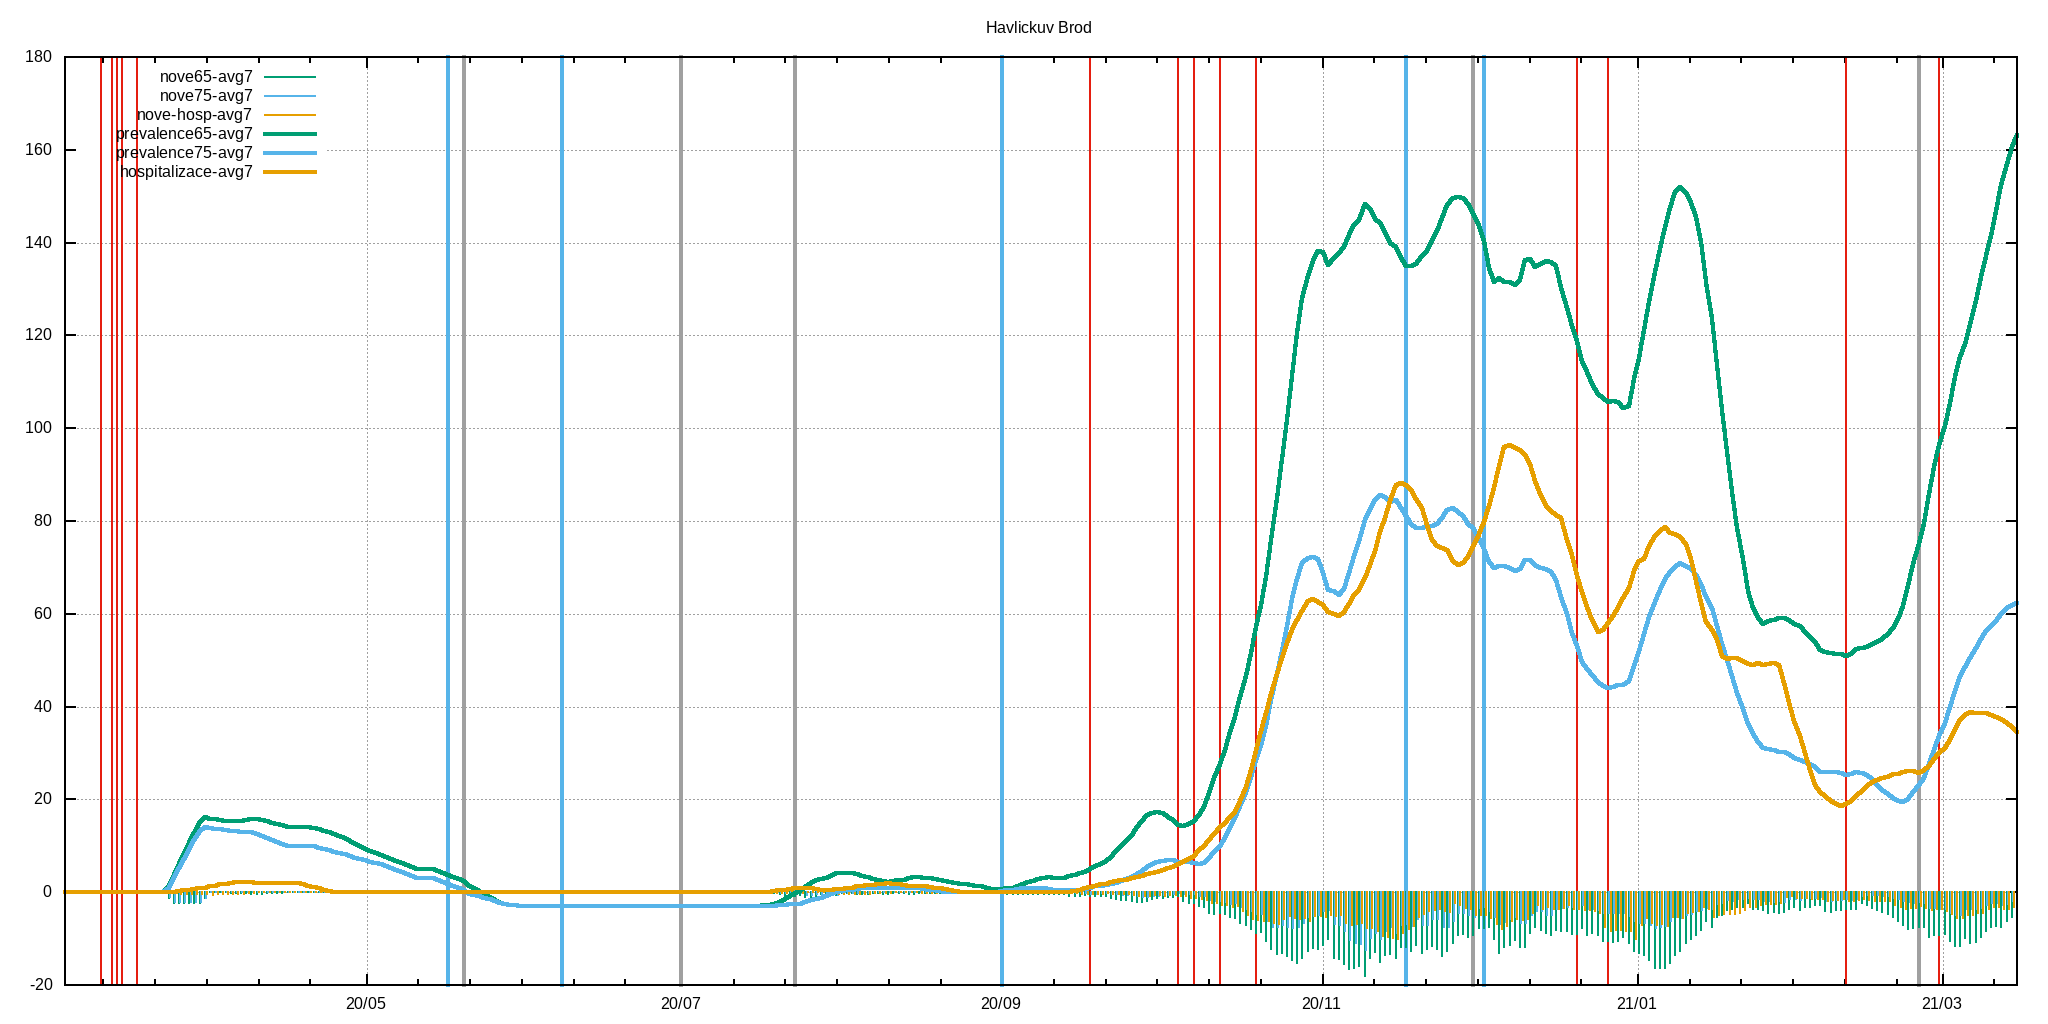 Havlickuv Brod
180
160
140
120
100
80
60
40
20
0
-20
nove65-avg7
nove75-avg7
nove-hosp-avg7
prevalence65-avg7
prevalence75-avg7
hospitalizace-avg7
20/05
20/07
20/09
20/11
21/01
21/03